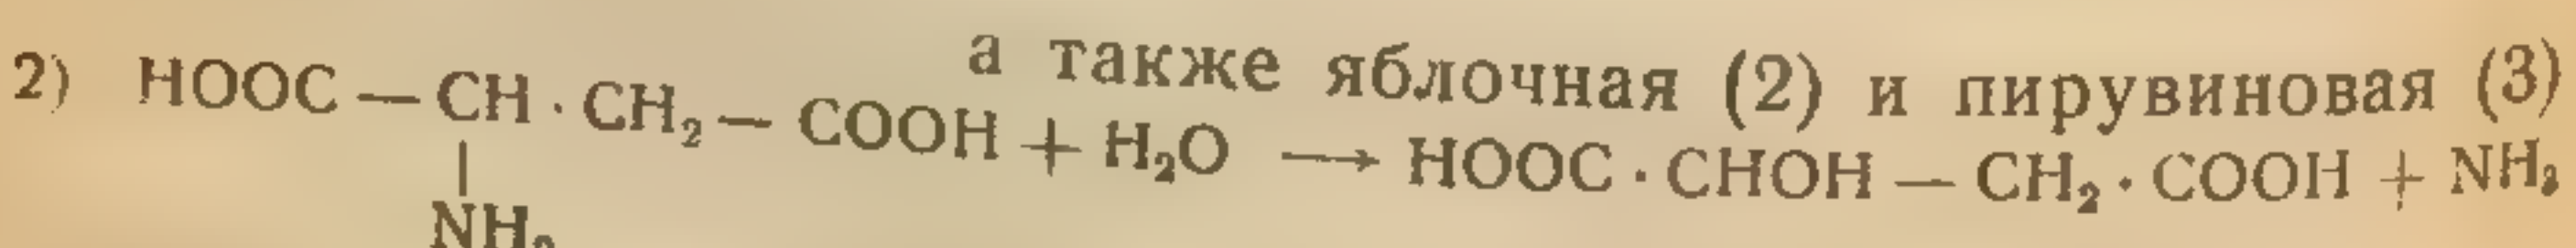 а также яблочная (2) и пирувиновая (3)
2) HOOC — CH · CH₂ — COOH + H₂O → HOOC · CHOH — CH₂ · COOH + NH₃
|
NH₂